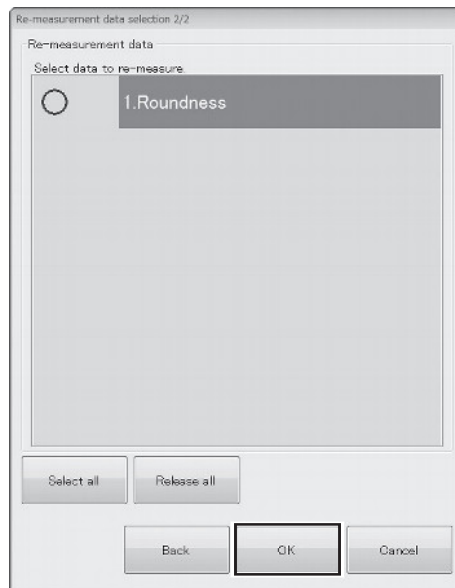 Re-measurement data selection 2/2
Re-measurement data
Select data to re-measure.
1.Roundness
Select all Release all
Back OK Cancel